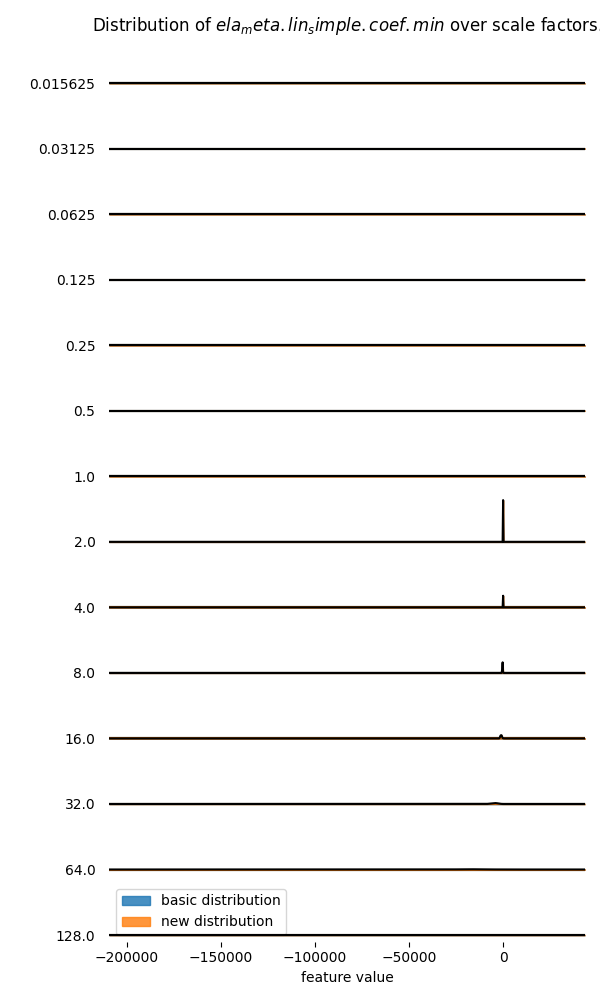 Distribution of elaₘeta.linₛimple.coef.min over scale factors.
0.015625
0.03125
0.0625
0.125
0.25
0.5
1.0
2.0
4.0
8.0
16.0
32.0
64.0
basic distribution
new distribution
128.0
−200000 −150000 −100000 −50000 0
feature value